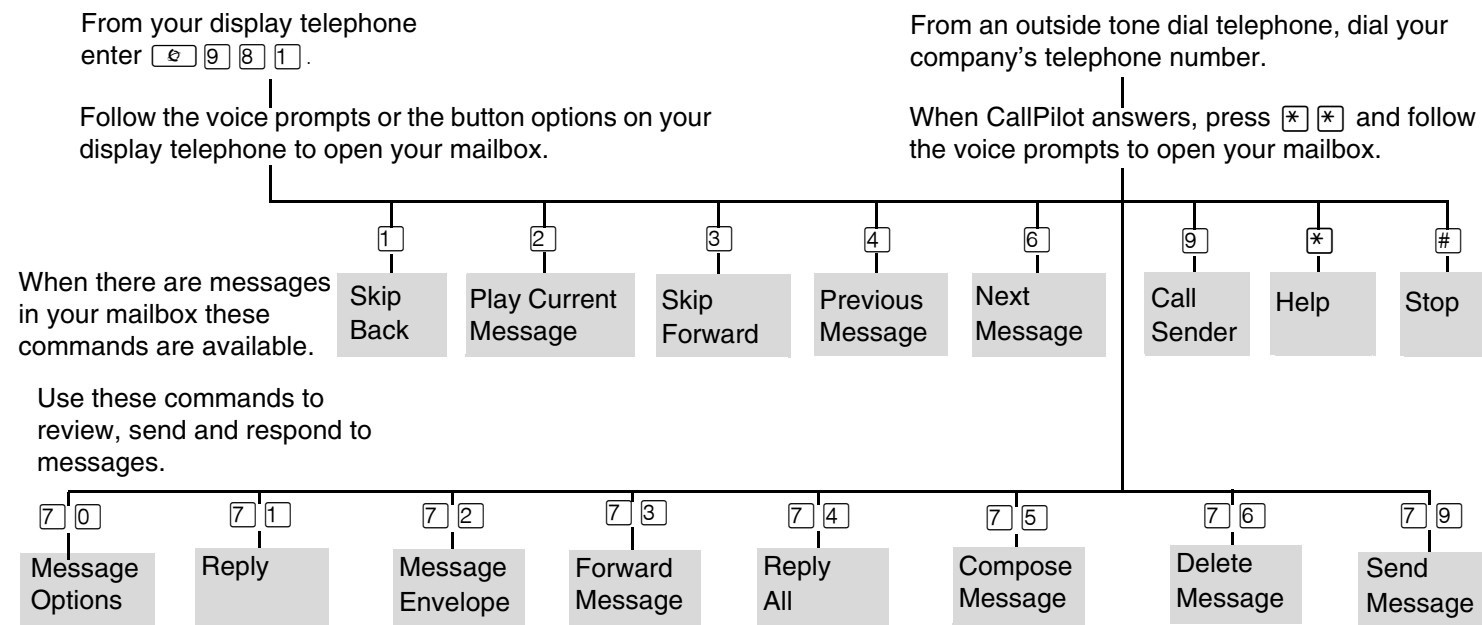 From your display telephone
enter 9 8 1 .
From an outside tone dial telephone, dial your
company's telephone number.
Follow the voice prompts or the button options on your
display telephone to open your mailbox.
When CallPilot answers, press * * and follow
the voice prompts to open your mailbox.
1 2 3 4 6 9 * #
When there are messages
in your mailbox these
commands are available.
Skip
Back
Play Current
Message
Skip
Forward
Previous
Message
Next
Message
Call
Sender
Help
Stop
Use these commands to
review, send and respond to
messages.
7 0 7 1 7 2 7 3 7 4 7 5 7 6 7 9
Message
Options
Reply
Message
Envelope
Forward
Message
Reply
All
Compose
Message
Delete
Message
Send
Message